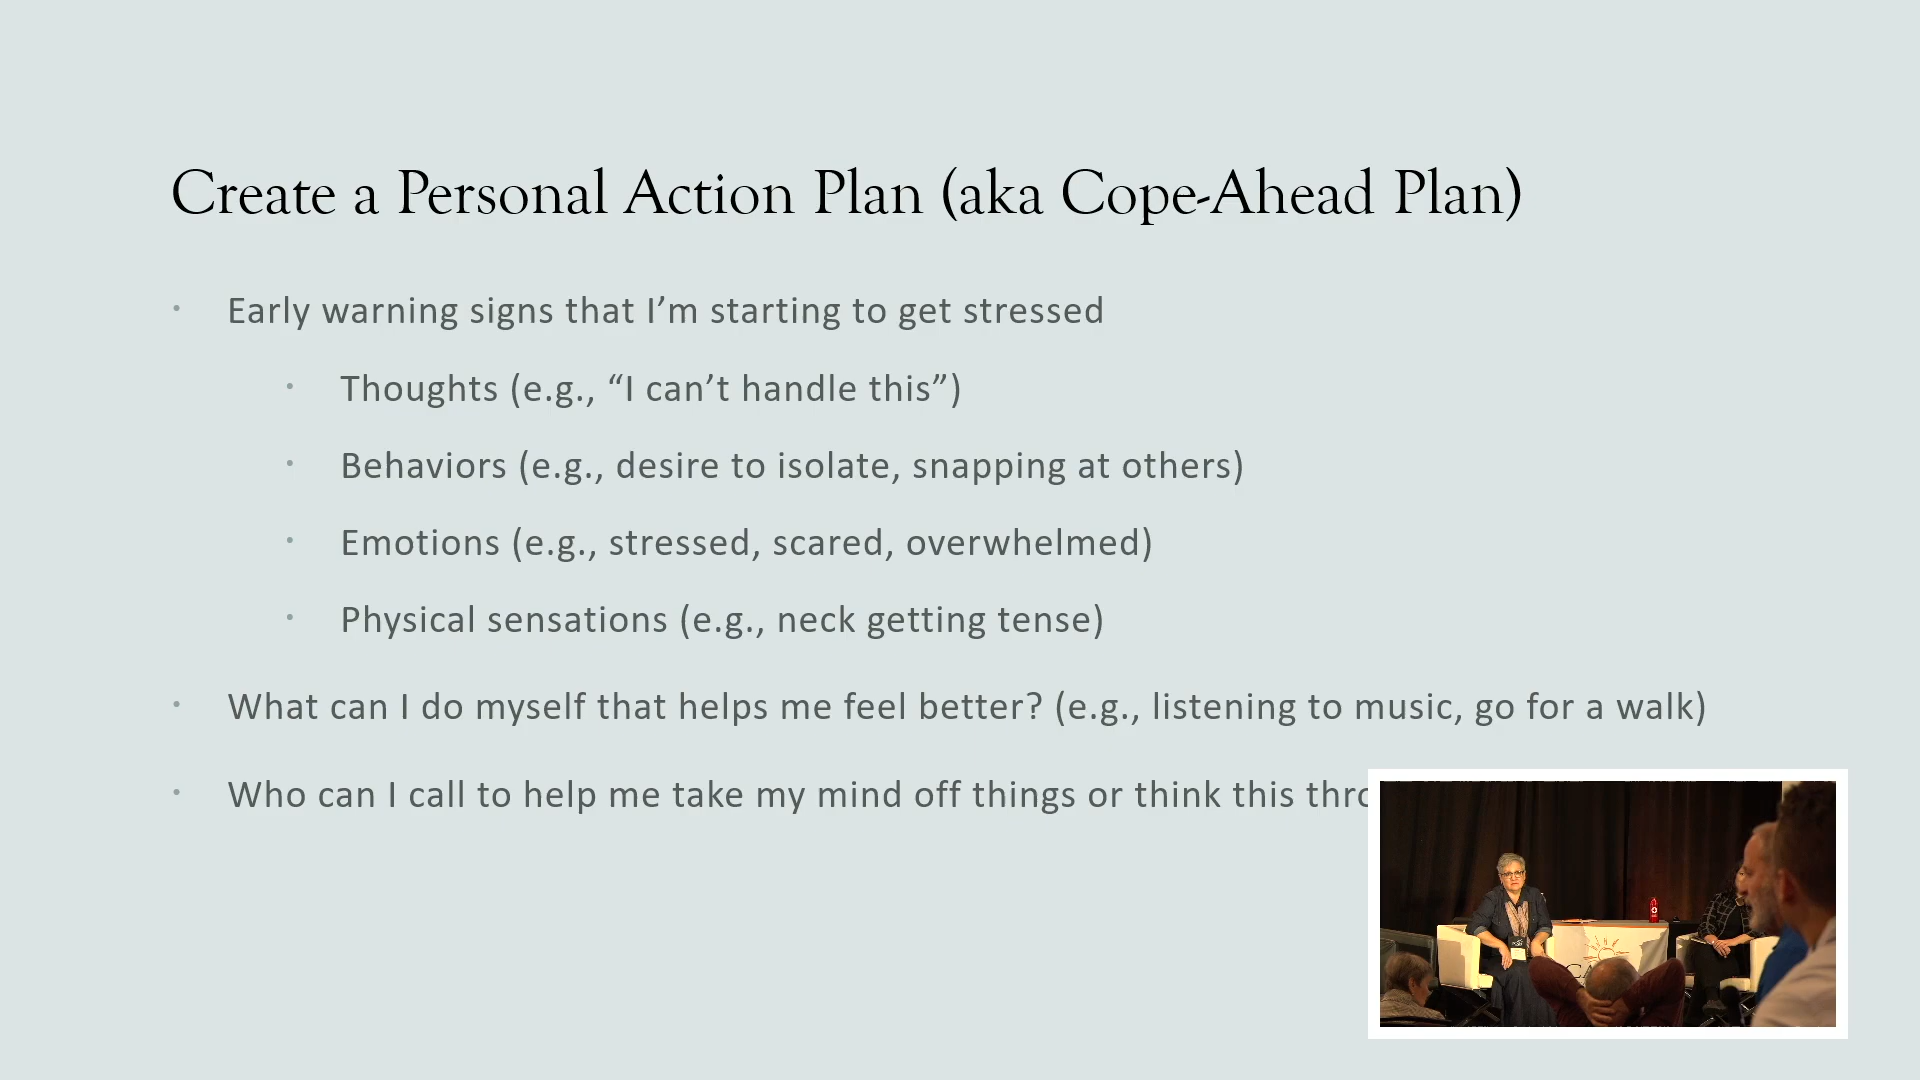 Create a Personal Action Plan (aka Cope-Ahead Plan)
Early warning signs that I’m starting to get stressed
Thoughts (e.g., “I can’t handle this”)
Behaviors (e.g., desire to isolate, snapping at others)
Emotions (e.g., stressed, scared, overwhelmed)
Physical sensations (e.g., neck getting tense)
What can I do myself that helps me feel better? (e.g., listening to music, go for a walk)
Who can I call to help me take my mind off things or think this